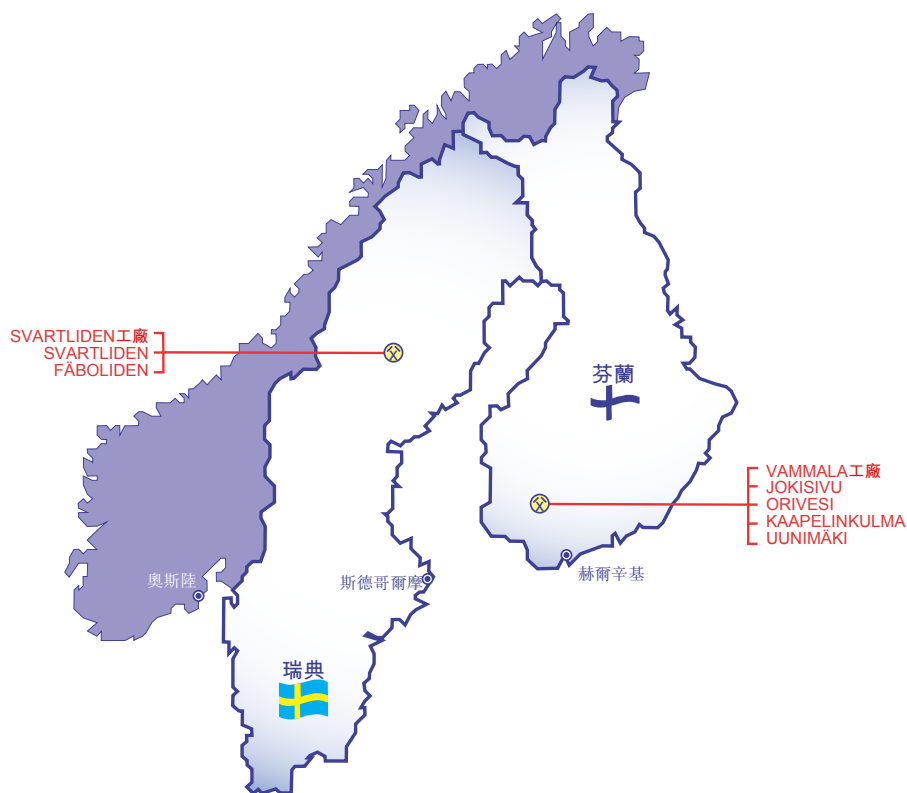 SVARTLIDEN工廠
SVARTLIDEN
FÄBOLIDEN
芬蘭
VAMMALA工廠
JOKISIVU
ORIVESI
KAAPELINKULMA
UUNIMÄKI
奧斯陸
斯德哥爾摩
赫爾辛基
瑞典